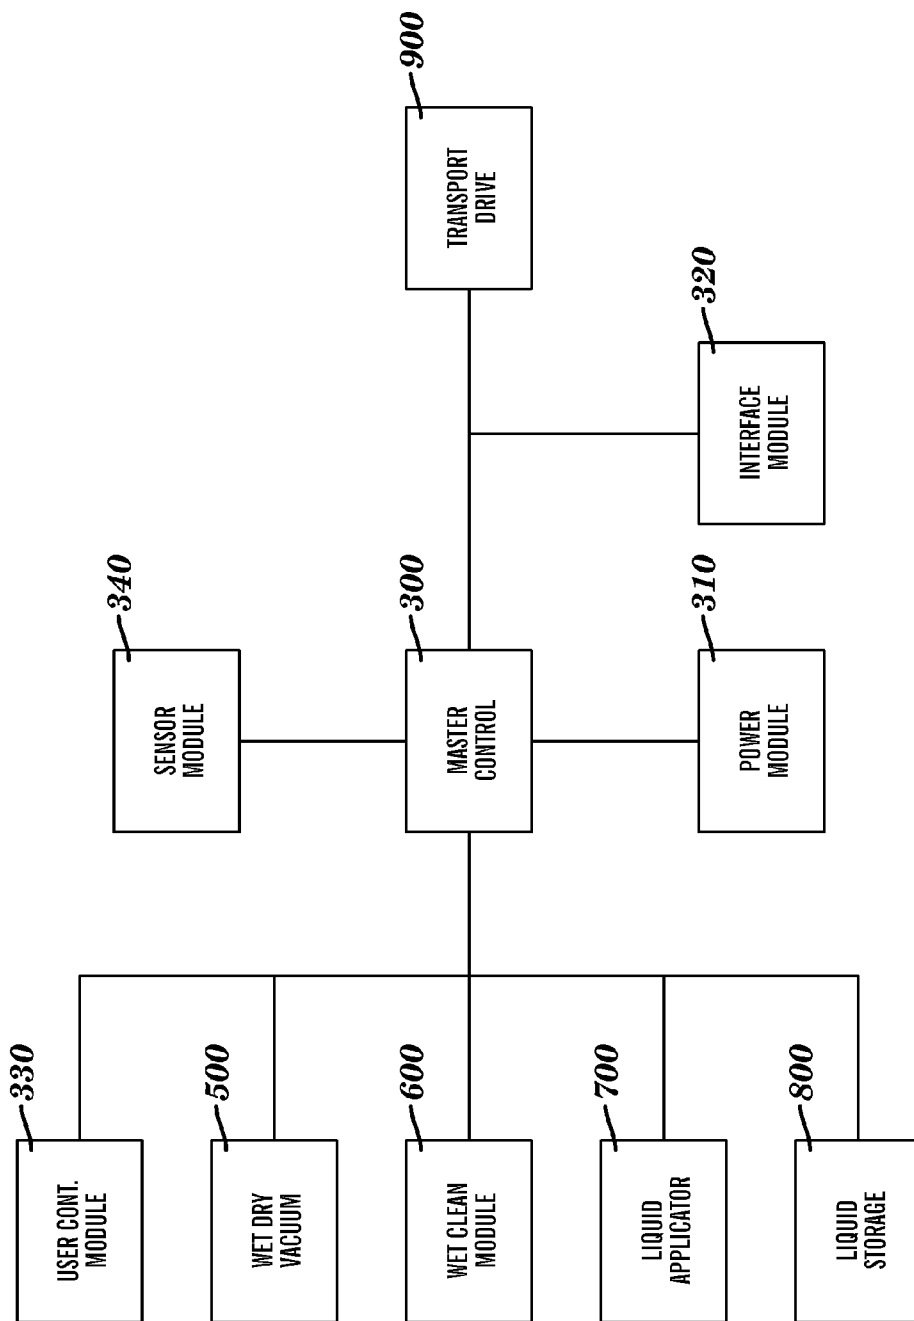 330
USER CONT.
MODULE
500
WET DRY
VACUUM
600
WET CLEAN
MODULE
700
LIQUID
APPLICATOR
800
LIQUID
STORAGE
340
SENSOR
MODULE
300
MASTER
CONTROL
310
POWER
MODULE
320
INTERFACE
MODULE
900
TRANSPORT
DRIVE